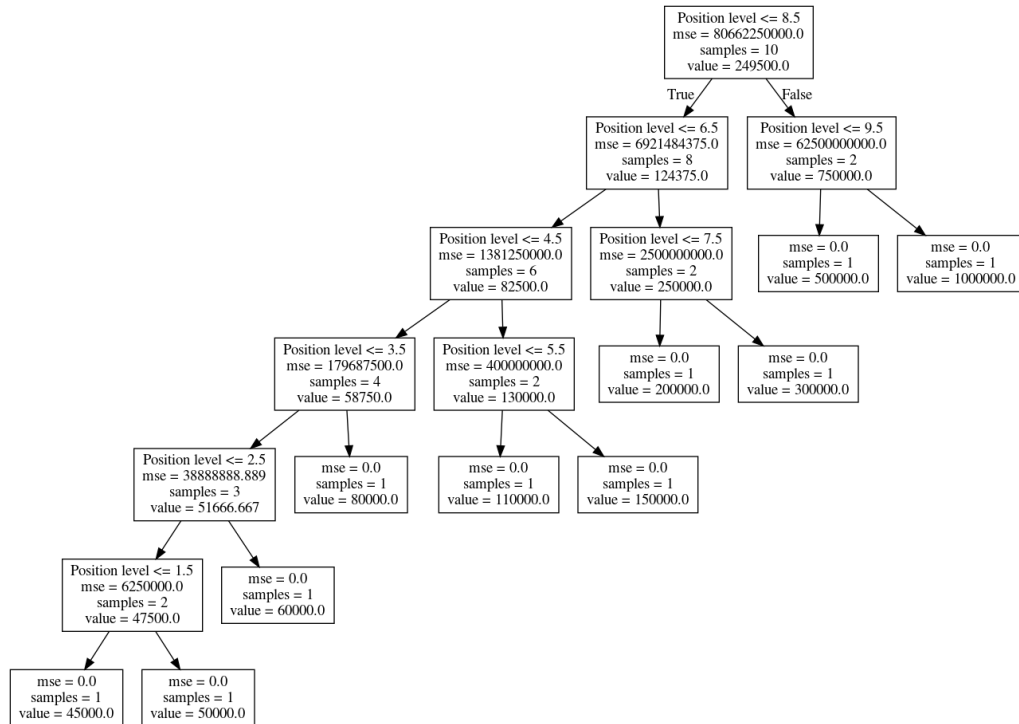 Position level <= 8.5
mse = 80662250000.0
samples = 10
value = 249500.0
True
False
Position level <= 6.5
mse = 6921484375.0
samples = 8
value = 124375.0
Position level <= 9.5
mse = 62500000000.0
samples = 2
value = 750000.0
Position level <= 4.5
mse = 1381250000.0
samples = 6
value = 82500.0
Position level <= 7.5
mse = 2500000000.0
samples = 2
value = 250000.0
mse = 0.0
samples = 1
value = 500000.0
mse = 0.0
samples = 1
value = 1000000.0
Position level <= 3.5
mse = 179687500.0
samples = 4
value = 58750.0
Position level <= 5.5
mse = 400000000.0
samples = 2
value = 130000.0
mse = 0.0
samples = 1
value = 200000.0
mse = 0.0
samples = 1
value = 300000.0
Position level <= 2.5
mse = 38888888.889
samples = 3
value = 51666.667
mse = 0.0
samples = 1
value = 80000.0
mse = 0.0
samples = 1
value = 110000.0
mse = 0.0
samples = 1
value = 150000.0
Position level <= 1.5
mse = 6250000.0
samples = 2
value = 47500.0
mse = 0.0
samples = 1
value = 60000.0
mse = 0.0
samples = 1
value = 45000.0
mse = 0.0
samples = 1
value = 50000.0